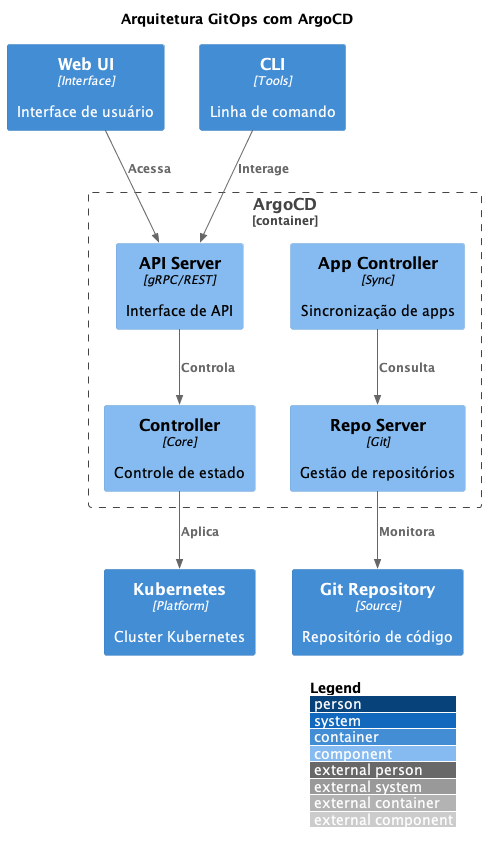 Arquitetura GitOps com ArgoCD
Web UI
[Interface]
Interface de usuário
CLI
[Tools]
Linha de comando
Acessa
Interage
ArgoCD
[container]
API Server
[gRPC/REST]
Interface de API
App Controller
[Sync]
Sincronização de apps
Controla
Consulta
Controller
[Core]
Controle de estado
Repo Server
[Git]
Gestão de repositórios
Aplica
Monitora
Kubernetes
[Platform]
Cluster Kubernetes
Git Repository
[Source]
Repositório de código
Legend
person
system
container
component
external person
external system
external container
external component